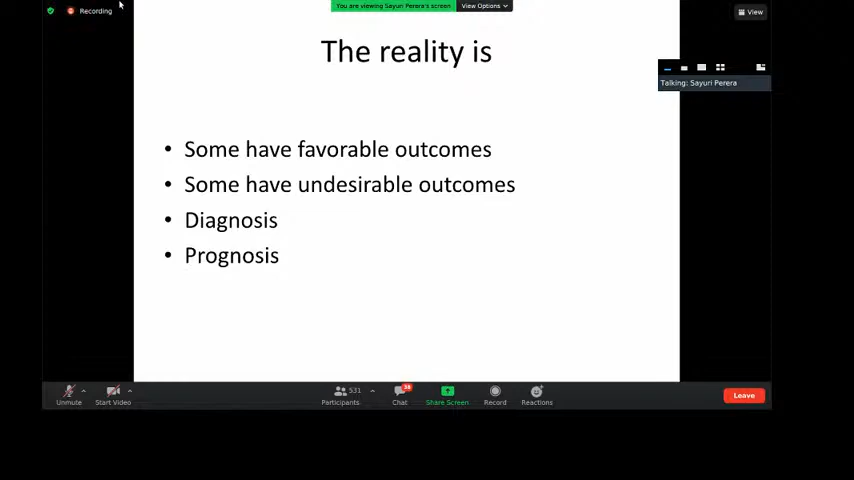 Recording
You are viewing Sayuri Perera's screen
View Options
View
The reality is
Talking: Sayuri Perera
• Some have favorable outcomes
• Some have undesirable outcomes
• Diagnosis
• Prognosis
531
38
Unmute
Start Video
Participants
Chat
Share Screen
Record
Reactions
Leave